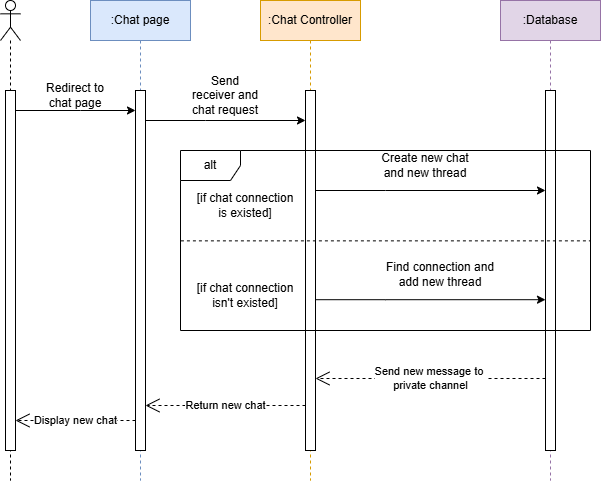 :Chat page
:Chat Controller
:Database
Redirect to
chat page
Send
receiver and
chat request
alt
Create new chat
and new thread
[if chat connection
is existed]
Find connection and
add new thread
[if chat connection
isn't existed]
Send new message to
private channel
Return new chat
Display new chat